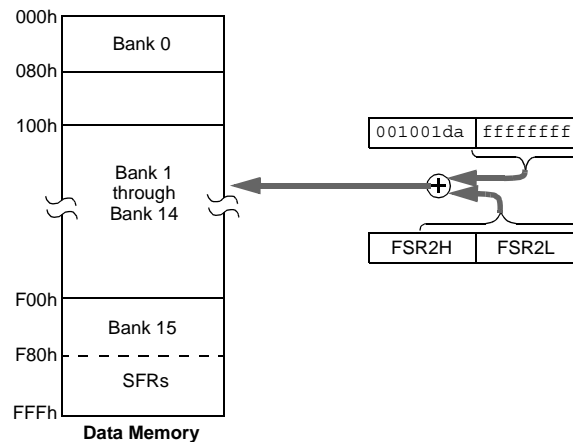 000h
Bank 0
080h
100h
001001da ffffffff
Bank 1
through
Bank 14
FSR2H FSR2L
F00h
Bank 15
F80h
SFRs
FFFh
Data Memory